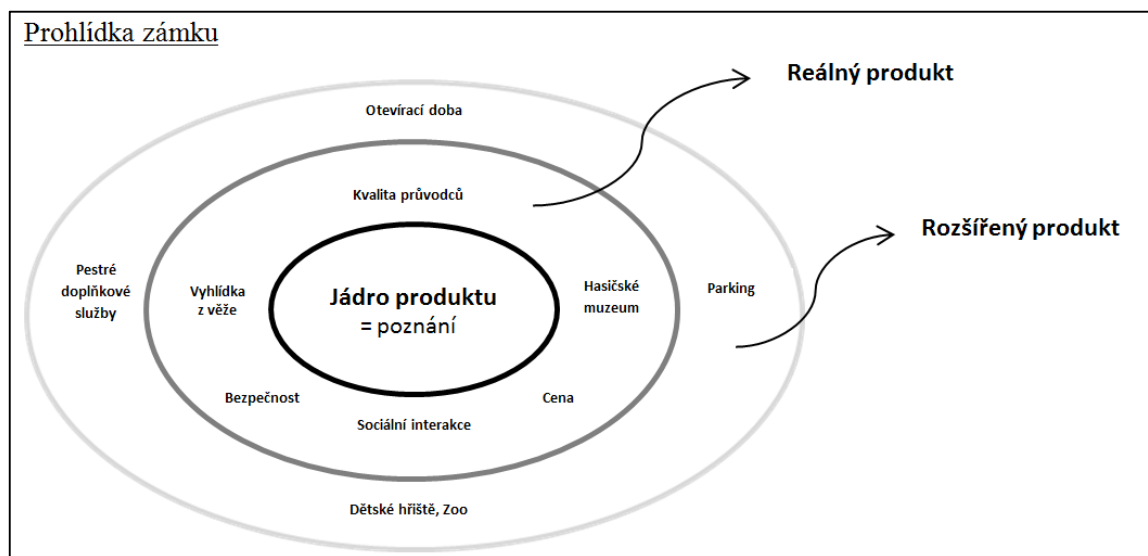 Prohlídka zámku
Reálný produkt
Otevírací doba
Kvalita průvodců
Rozšířený produkt
Pestré
doplňkové
služby
Vyhlídka
z věže
Jádro produktu
= poznání
Hasičské
muzeum
Parking
Bezpečnost
Cena
Sociální interakce
Dětské hřiště, Zoo